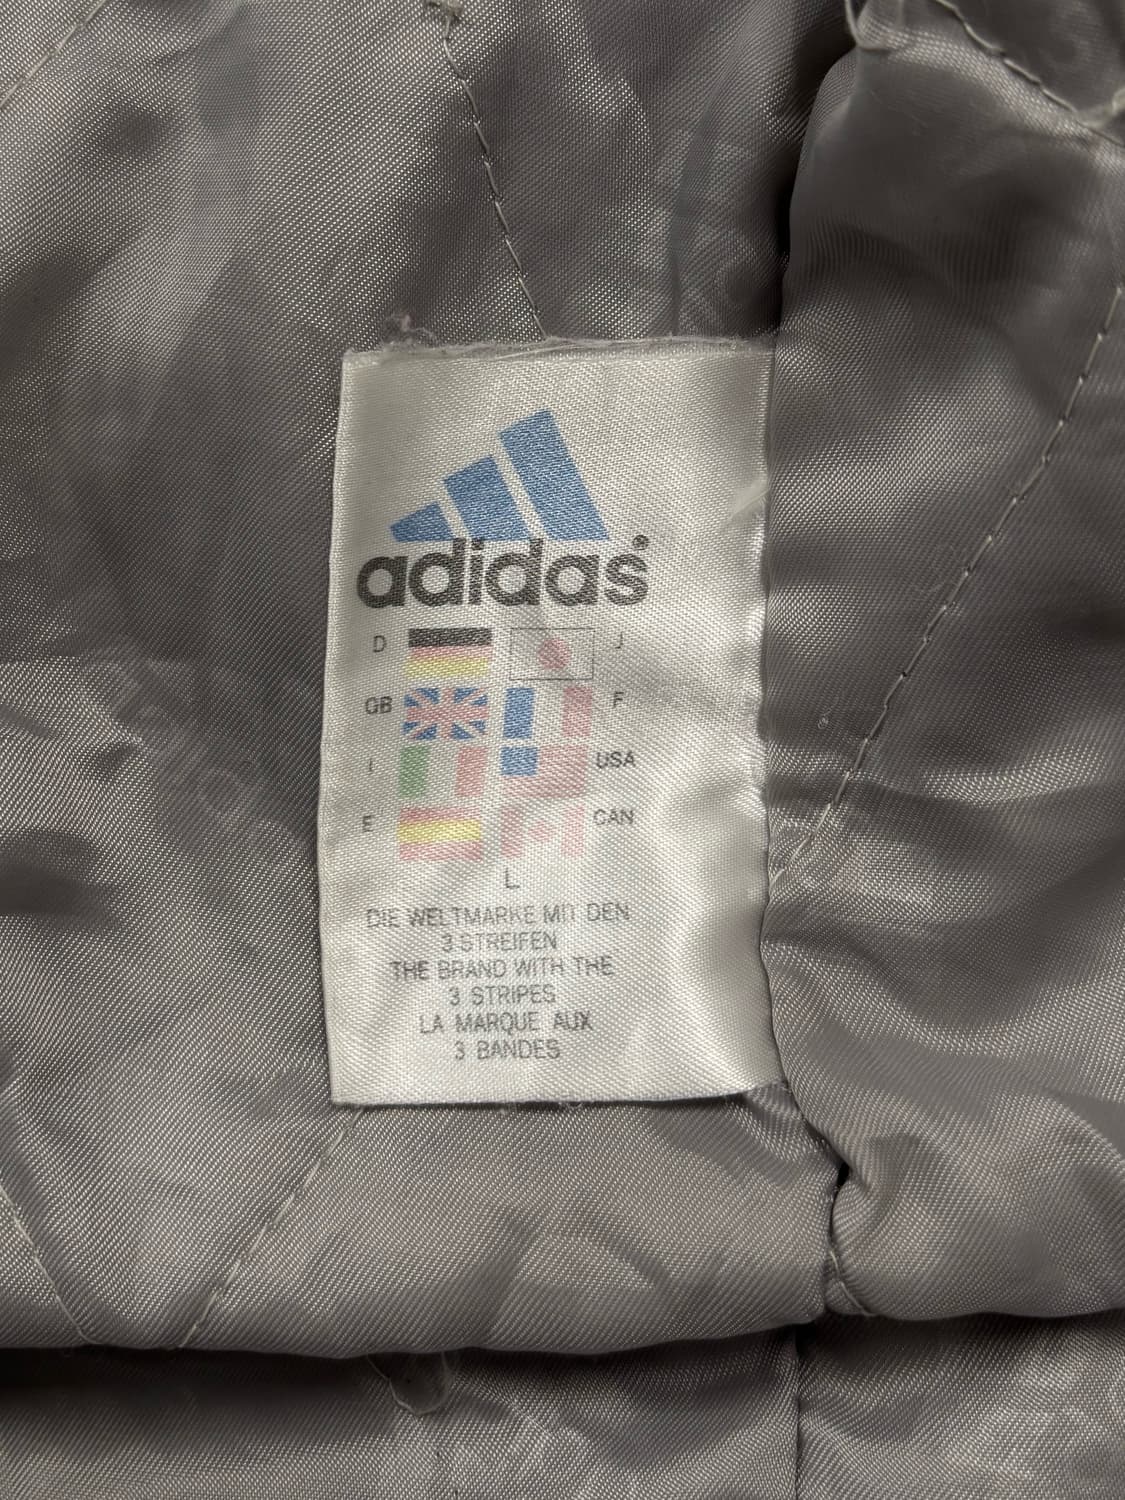 adidas
D J
GB F
I USA
E CAN
L
DIE WELTMARKE MIT DEN
3 STREIFEN
THE BRAND WITH THE
3 STRIPES
LA MARQUE AUX
3 BANDES